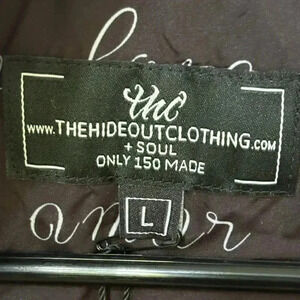 thc
www.THEHIDEOUTCLOTHING.com
+ SOUL
ONLY 150 MADE
L
amor